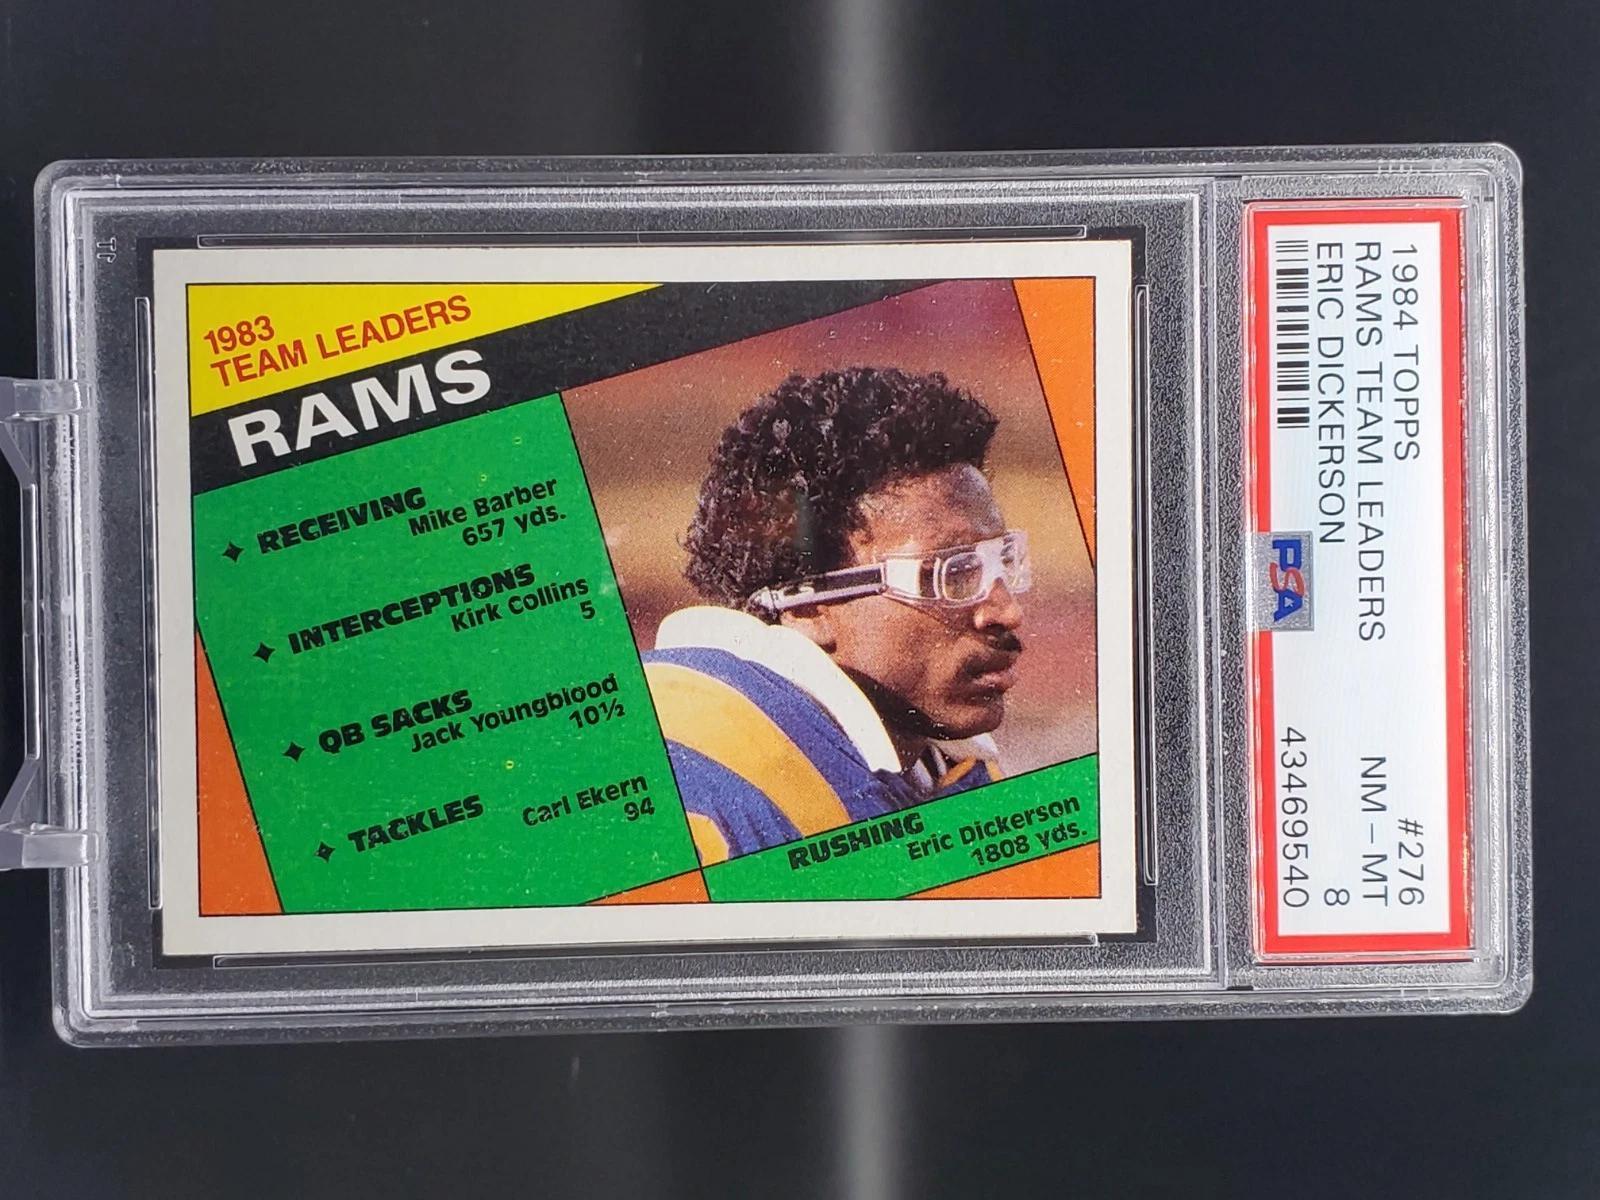 1983
TEAM LEADERS
RAMS
RECEIVING
Mike Barber
657 yds.
INTERCEPTIONS
Kirk Collins
5
QB SACKS
Jack Youngblood
10½
TACKLES
Carl Ekern
94
RUSHING
Eric Dickerson
1808 yds.
1984 TOPPS #276
RAMS TEAM LEADERS NM - MT
ERIC DICKERSON 8
PSA 43469540